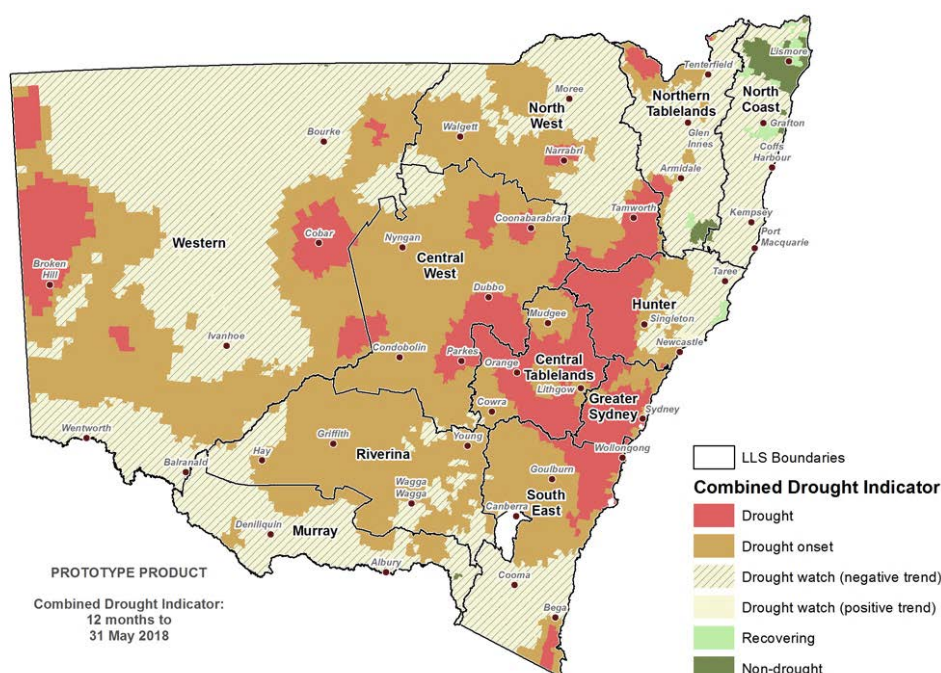 Lismore
Tenterfield
Moree
North
West
Northern
Tablelands
North
Coast
Grafton
Walgett
Bourke
Glen
Innes
Narrabri
Coffs
Harbour
Armidale
Tamworth
Kempsey
Port
Macquarie
Coonabarabran
Western
Cobar
Nyngan
Central
West
Broken
Hill
Taree
Dubbo
Hunter
Mudgee
Singleton
Ivanhoe
Newcastle
Condobolin
Parkes
Orange
Central
Tablelands
Lithgow
Greater
Sydney
Cowra
Sydney
Wentworth
Griffith
Young
Wollongong
Hay
Riverina
Balranald
Goulburn
Wagga
Wagga
South
East
Canberra
Deniliquin
Murray
Albury
Cooma
Bega
PROTOTYPE PRODUCT
Combined Drought Indicator:
12 months to
31 May 2018
LLS Boundaries
Combined Drought Indicator
Drought
Drought onset
Drought watch (negative trend)
Drought watch (positive trend)
Recovering
Non-drought